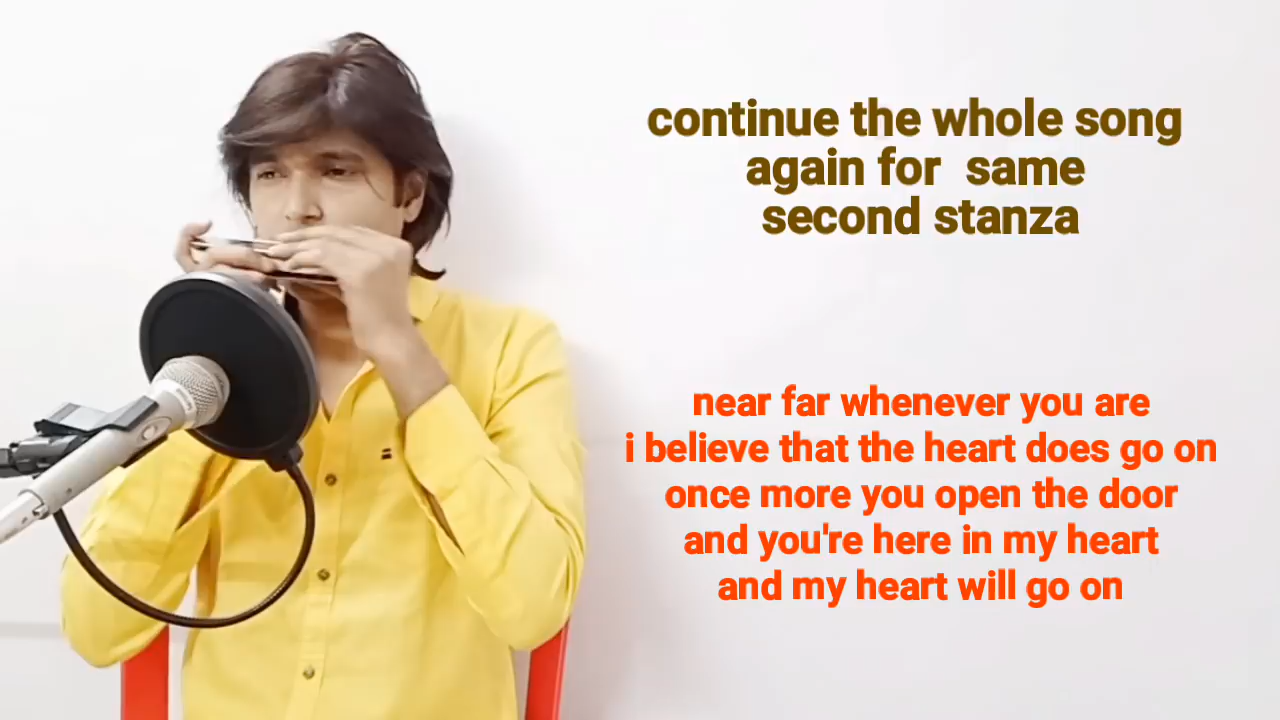 continue the whole song
again for  same
second stanza
near far whenever you are
i believe that the heart does go on
once more you open the door
and you're here in my heart
and my heart will go on